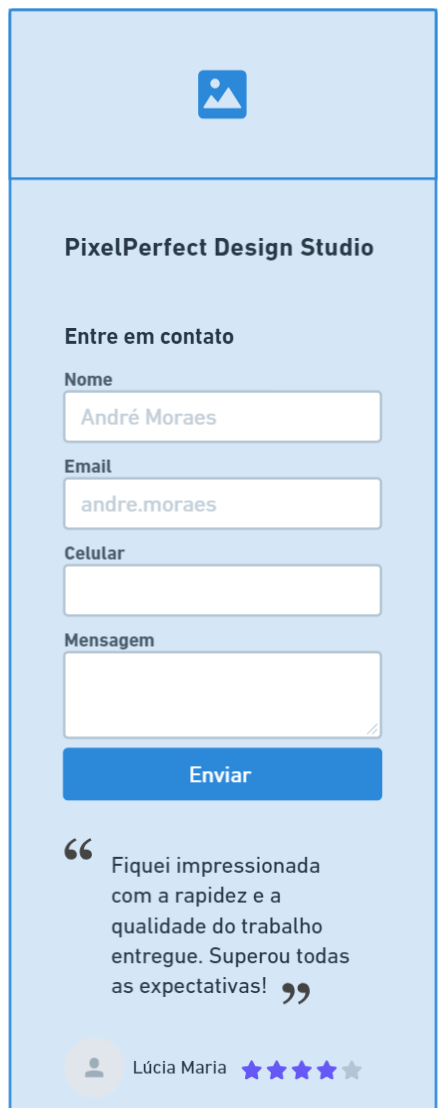 PixelPerfect Design Studio
Entre em contato
Nome
André Moraes
Email
andre.moraes
Celular
Mensagem
Enviar
“ Fiquei impressionada
com a rapidez e a
qualidade do trabalho
entregue. Superou todas
as expectativas! ”
Lúcia Maria